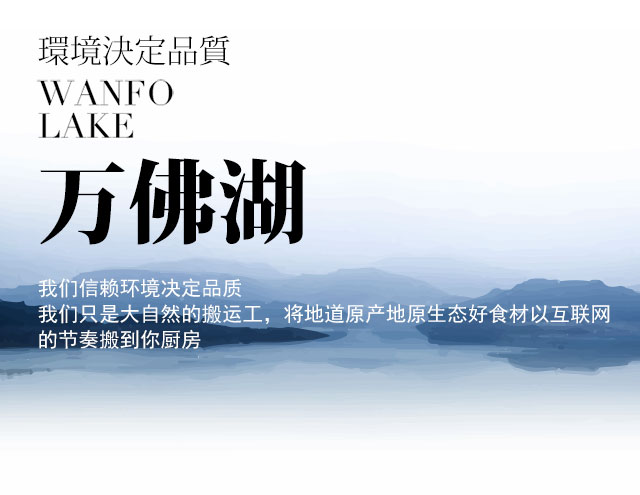 環境決定品質
WANFO
LAKE
万佛湖
我们信赖环境决定品质
我们只是大自然的搬运工，将地道原产地原生态好食材以互联网
的节奏搬到你厨房